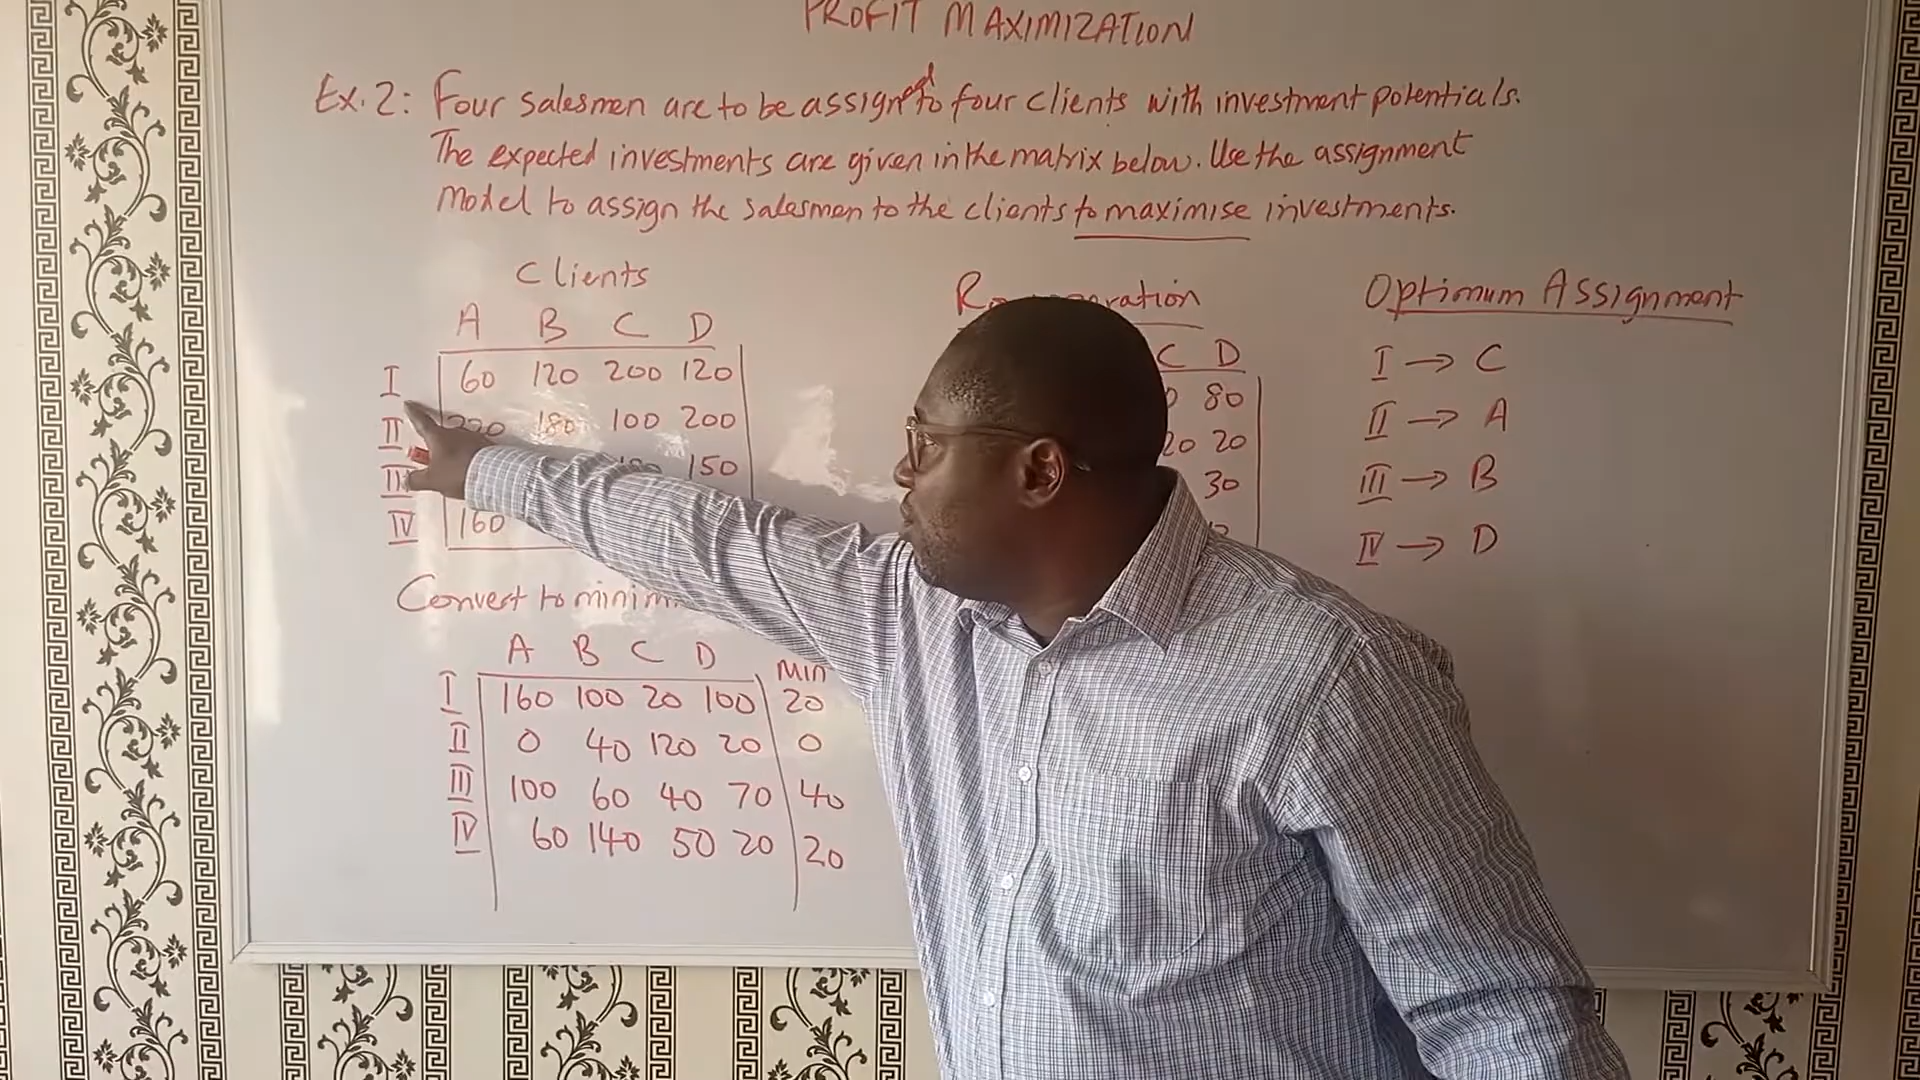 PROFIT MAXIMIZATION
Ex. 2: Four salesmen are to be assigned to four clients with investment potentials.
The expected investments are given in the matrix below. Use the assignment
Model to assign the salesmen to the clients to maximise investments.
Clients
A B C D
I 60 120 200 120
II 180 100 200
III 150
IV 160
Convert to
A B C D Min
I 160 100 20 100 20
II 0 40 120 20 0
III 100 60 40 70 40
IV 60 140 50 20 20
C D
80
20 20
30
Optimum Assignment
I → C
II → A
III → B
IV → D